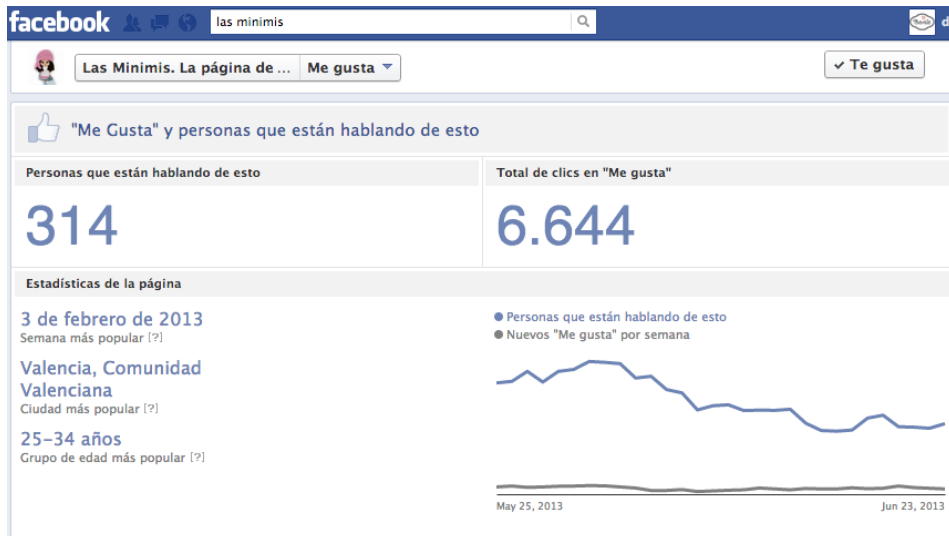 facebook
las minimis
d
Las Minimis. La página de ... Me gusta
✓ Te gusta
"Me Gusta" y personas que están hablando de esto
Personas que están hablando de esto
Total de clics en "Me gusta"
314
6.644
Estadísticas de la página
3 de febrero de 2013
Semana más popular [?]
Valencia, Comunidad
Valenciana
Ciudad más popular [?]
25-34 años
Grupo de edad más popular [?]
Personas que están hablando de esto
Nuevos "Me gusta" por semana
May 25, 2013
Jun 23, 2013